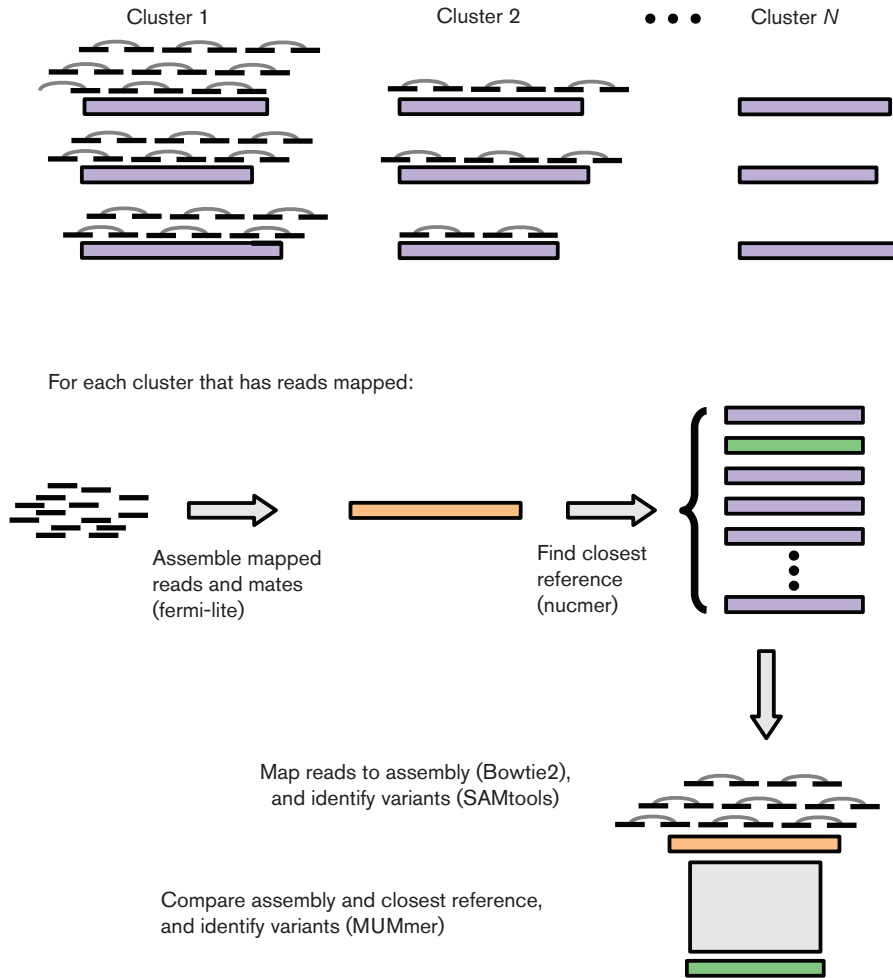 Cluster 1
Cluster 2
Cluster N
For each cluster that has reads mapped:
Assemble mapped
reads and mates
(fermi-lite)
Find closest
reference
(nucmer)
Map reads to assembly (Bowtie2),
and identify variants (SAMtools)
Compare assembly and closest reference,
and identify variants (MUMmer)